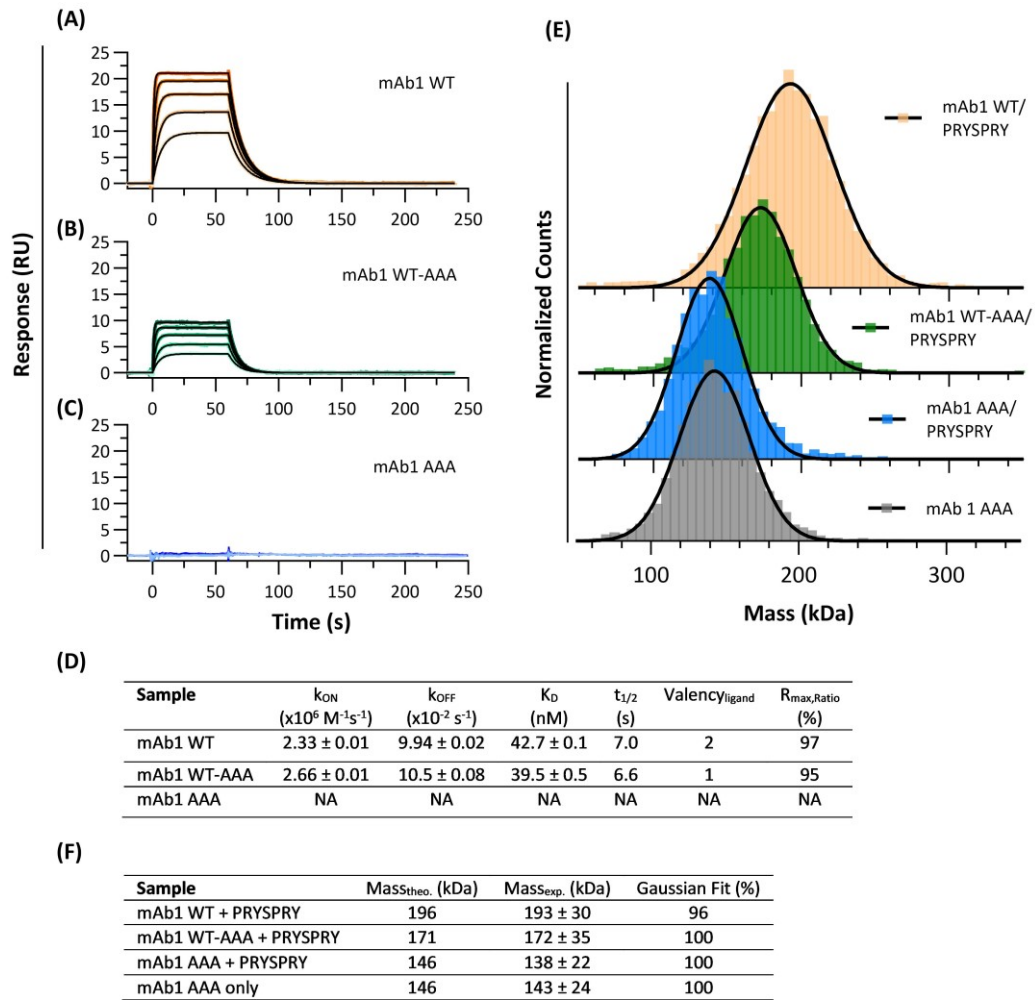 (A)
25
20
15
10
5
0
mAb1 WT
0 50 100 150 200 250
(B)
25
20
15
10
5
0
mAb1 WT-AAA
0 50 100 150 200 250
(C)
25
20
15
10
5
0
mAb1 AAA
0 50 100 150 200 250
Response (RU)
Time (s)
(E)
mAb1 WT/
PRYSPRY
mAb1 WT-AAA/
PRYSPRY
mAb1 AAA/
PRYSPRY
mAb 1 AAA
Normalized Counts
100 200 300
Mass (kDa)
(D)
Sample kON (x10⁶ M⁻¹s⁻¹) kOFF (x10⁻² s⁻¹) KD (nM) t1/2 (s) Valencyligand Rmax,Ratio (%)
mAb1 WT 2.33 ± 0.01 9.94 ± 0.02 42.7 ± 0.1 7.0 2 97
mAb1 WT-AAA 2.66 ± 0.01 10.5 ± 0.08 39.5 ± 0.5 6.6 1 95
mAb1 AAA NA NA NA NA NA NA
(F)
Sample Masstheo. (kDa) Massexp. (kDa) Gaussian Fit (%)
mAb1 WT + PRYSPRY 196 193 ± 30 96
mAb1 WT-AAA + PRYSPRY 171 172 ± 35 100
mAb1 AAA + PRYSPRY 146 138 ± 22 100
mAb1 AAA only 146 143 ± 24 100